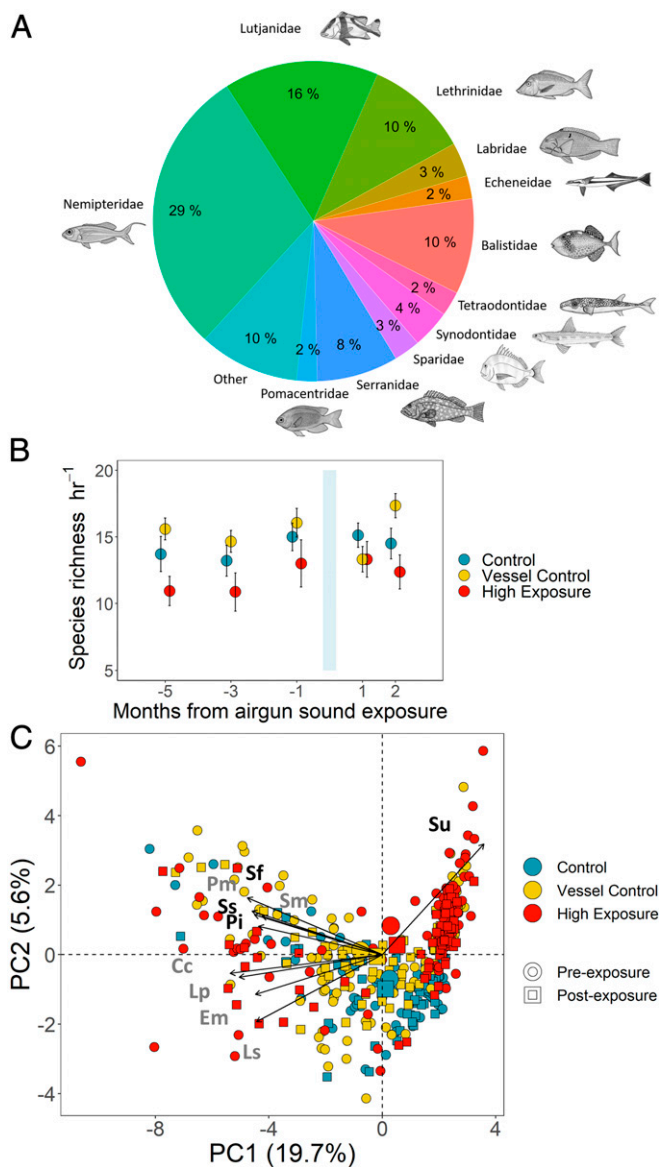 A
Lutjanidae
16 %
Lethrinidae
10 %
Labridae
3 %
Echeneidae
2 %
Nemipteridae
29 %
Balistidae
10 %
2 %
Tetraodontidae
4 %
Synodontidae
3 %
Sparidae
10 %
2 %
8 %
Other
Pomacentridae
Serranidae
B
Species richness hr⁻¹
20
15
10
5
-5
-3
-1
1
2
Months from airgun sound exposure
Control
Vessel Control
High Exposure
C
PC2 (5.6%)
6
4
2
0
-2
-4
Su
Sf
Pm
Sm
Ss
Pi
Cc
Lp
Em
Ls
-8
-4
0
4
PC1 (19.7%)
Control
Vessel Control
High Exposure
Pre-exposure
Post-exposure